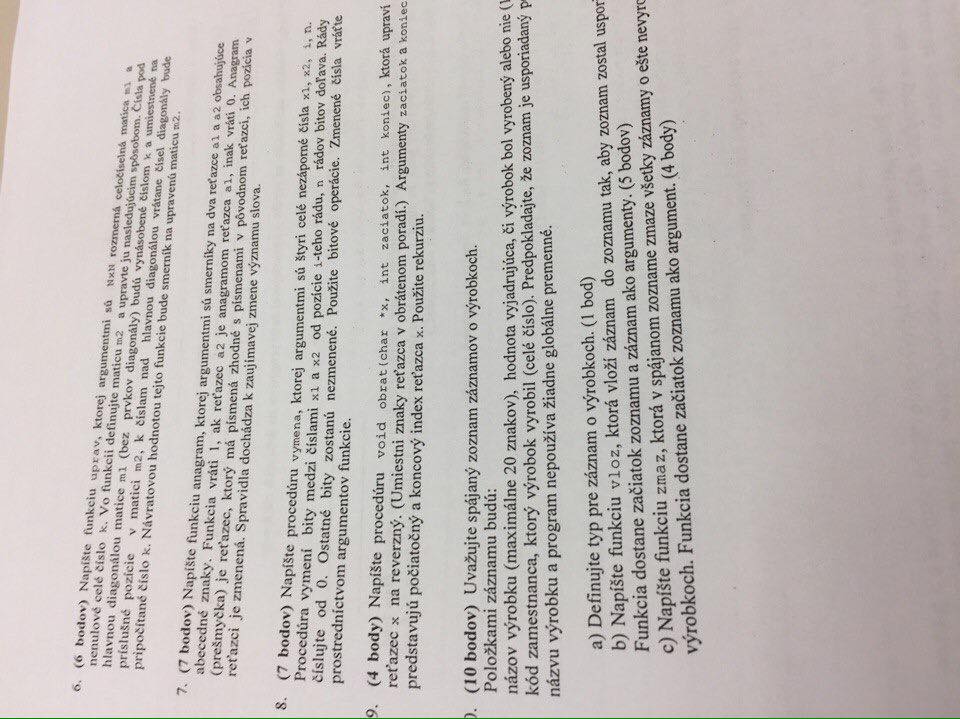 6. (6 bodov) Napíšte funkciu uprav, ktorej argumentmi sú NxN rozmerná celočíselná matica m1 a
nenulové celé číslo k. Vo funkcii definujte maticu m2 a upravte ju nasledujúcim spôsobom. Čísla pod
hlavnou diagonálou matice m1 (bez prvkov diagonály) budú vynásobené číslom k a umiestnené na
príslušné pozície v matici m2, k číslam nad hlavnou diagonálou vrátane čísel diagonály bude
pripočítané číslo k. Návratovou hodnotou tejto funkcie bude smerník na upravenú maticu m2.
7. (7 bodov) Napíšte funkciu anagram, ktorej argumentmi sú smerníky na dva reťazce a1 a a2 obsahujúce
abecedné znaky. Funkcia vráti 1, ak reťazec a2 je anagramom reťazca a1, inak vráti 0. Anagram
(prešmyčka) je reťazec, ktorý má písmená zhodné s písmenami v pôvodnom reťazci, ich pozícia v
reťazci je zmenená. Spravidla dochádza k zaujímavej zmene významu slova.
8. (7 bodov) Napíšte procedúru vymena, ktorej argumentmi sú štyri celé nezáporné čísla x1, x2, i, n.
Procedúra vymení bity medzi číslami x1 a x2 od pozície i-teho rádu, n rádov bitov doľava. Rády
číslujte od 0. Ostatné bity zostanú nezmenené. Použite bitové operácie. Zmenené čísla vráťte
prostredníctvom argumentov funkcie.
9. (4 body) Napíšte procedúru void obrat(char *x, int zaciatok, int koniec), ktorá upraví
reťazec x na reverzný. (Umiestni znaky reťazca v obrátenom poradí.) Argumenty zaciatok a koniec
predstavujú počiatočný a koncový index reťazca x. Použite rekurziu.
). (10 bodov) Uvažujte spájaný zoznam záznamov o výrobkoch.
Položkami záznamu budú:
názov výrobku (maximálne 20 znakov), hodnota vyjadrujúca, či výrobok bol vyrobený alebo nie
kód zamestnanca, ktorý výrobok vyrobil (celé číslo). Predpokladajte, že zoznam je usporiadaný
názvu výrobku a program nepoužíva žiadne globálne premenné.
a) Definujte typ pre záznam o výrobkoch. (1 bod)
b) Napíšte funkciu vloz, ktorá vloží záznam do zoznamu tak, aby zoznam zostal
Funkcia dostane začiatok zoznamu a záznam ako argumenty. (5 bodov)
c) Napíšte funkciu zmaz, ktorá v spájanom zozname zmaze všetky záznamy o ešte
výrobkoch. Funkcia dostane začiatok zoznamu ako argument. (4 body)